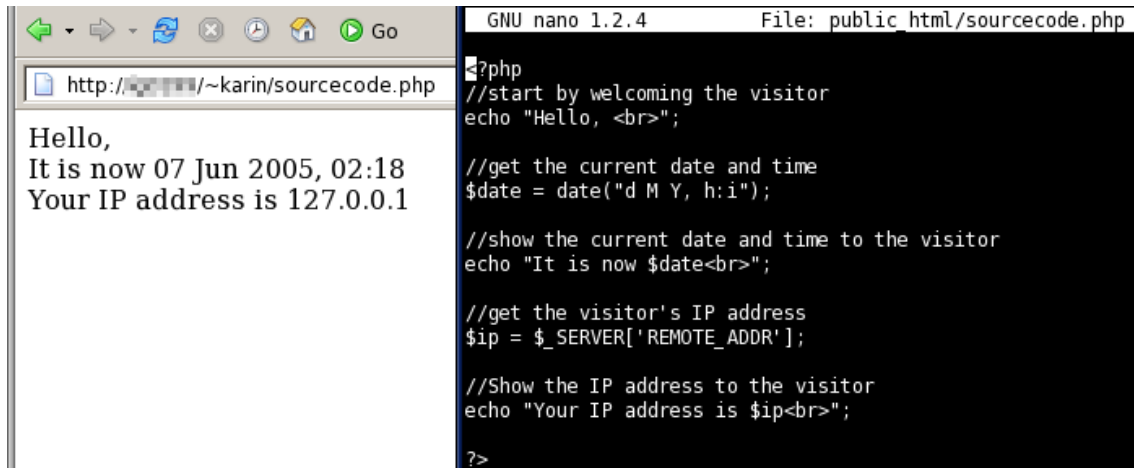 Go
http://          /~karin/sourcecode.php
Hello,
It is now 07 Jun 2005, 02:18
Your IP address is 127.0.0.1
GNU nano 1.2.4 File: public_html/sourcecode.php
<?php
//start by welcoming the visitor
echo "Hello, <br>";
//get the current date and time
$date = date("d M Y, h:i");
//show the current date and time to the visitor
echo "It is now $date<br>";
//get the visitor's IP address
$ip = $_SERVER['REMOTE_ADDR'];
//Show the IP address to the visitor
echo "Your IP address is $ip<br>";
?>